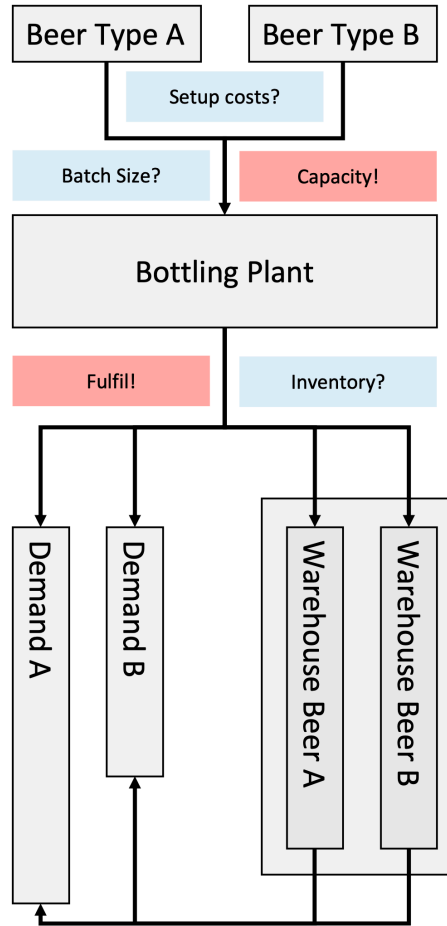 Beer Type A
Beer Type B
Setup costs?
Batch Size?
Capacity!
Bottling Plant
Fulfil!
Inventory?
Demand A
Demand B
Warehouse Beer A
Warehouse Beer B